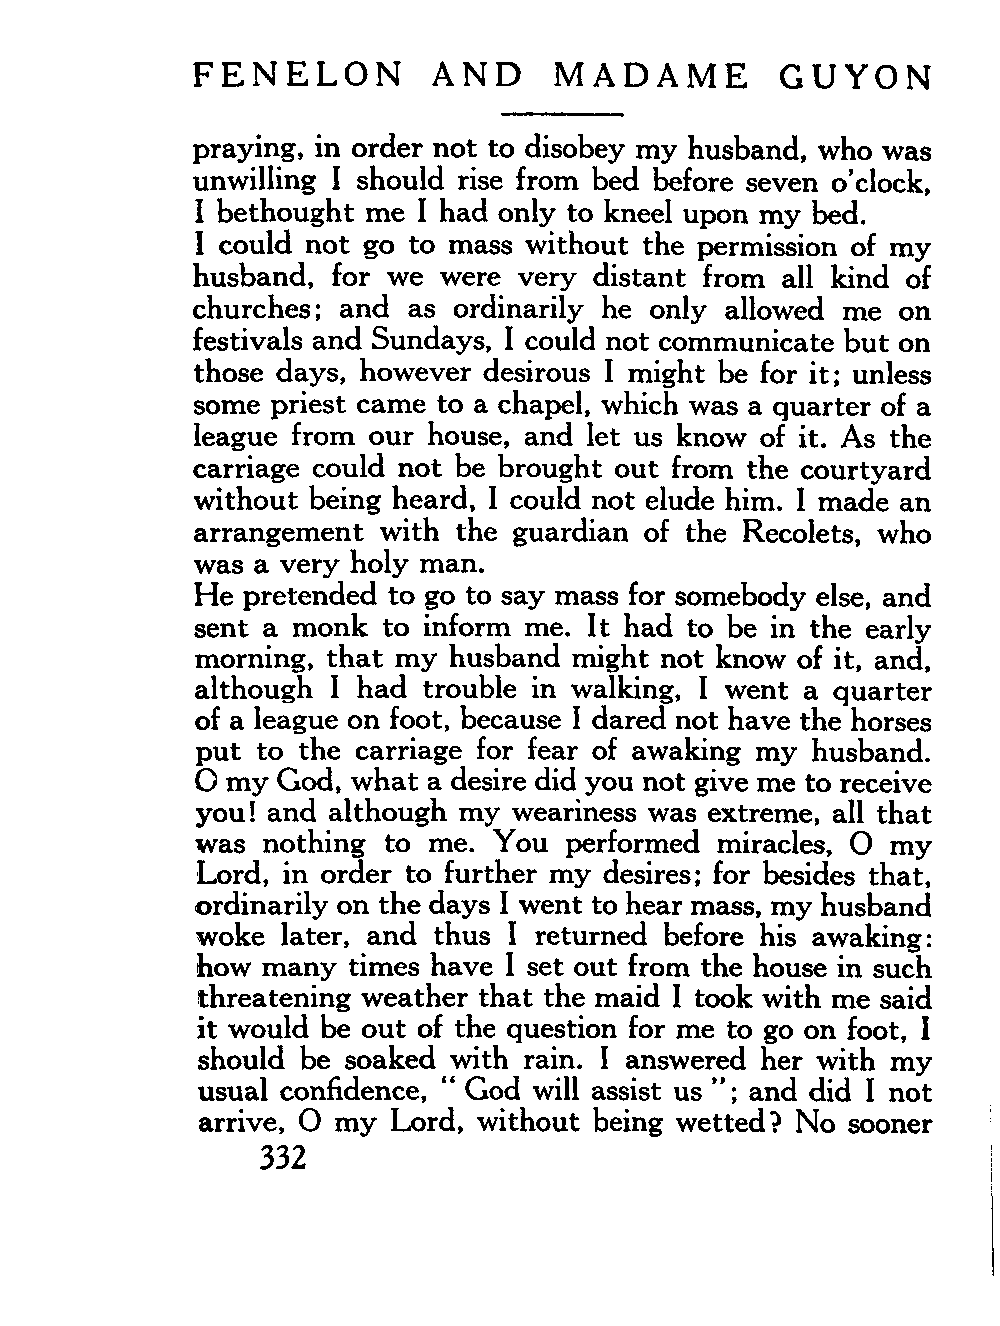 FENELON AND MADAME GUYON
praying, in order not to disobey my husband, who was
unwilling I should rise from bed before seven o'clock,
I bethought me I had only to kneel upon my bed.
I could not go to mass without the permission of my
husband, for we were very distant from all kind of
churches; and as ordinarily he only allowed me on
festivals and Sundays, I could not communicate but on
those days, however desirous I might be for it; unless
some priest came to a chapel, which was a quarter of a
league from our house, and let us know of it. As the
carriage could not be brought out from the courtyard
without being heard, I could not elude him. I made an
arrangement with the guardian of the Recolets, who
was a very holy man.
He pretended to go to say mass for somebody else, and
sent a monk to inform me. It had to be in the early
morning, that my husband might not know of it, and,
although I had trouble in walking, I went a quarter
of a league on foot, because I dared not have the horses
put to the carriage for fear of awaking my husband.
O my God, what a desire did you not give me to receive
you! and although my weariness was extreme, all that
was nothing to me. You performed miracles, O my
Lord, in order to further my desires; for besides that,
ordinarily on the days I went to hear mass, my husband
woke later, and thus I returned before his awaking:
how many times have I set out from the house in such
threatening weather that the maid I took with me said
it would be out of the question for me to go on foot, I
should be soaked with rain. I answered her with my
usual confidence, “ God will assist us ”; and did I not
arrive, O my Lord, without being wetted? No sooner
332